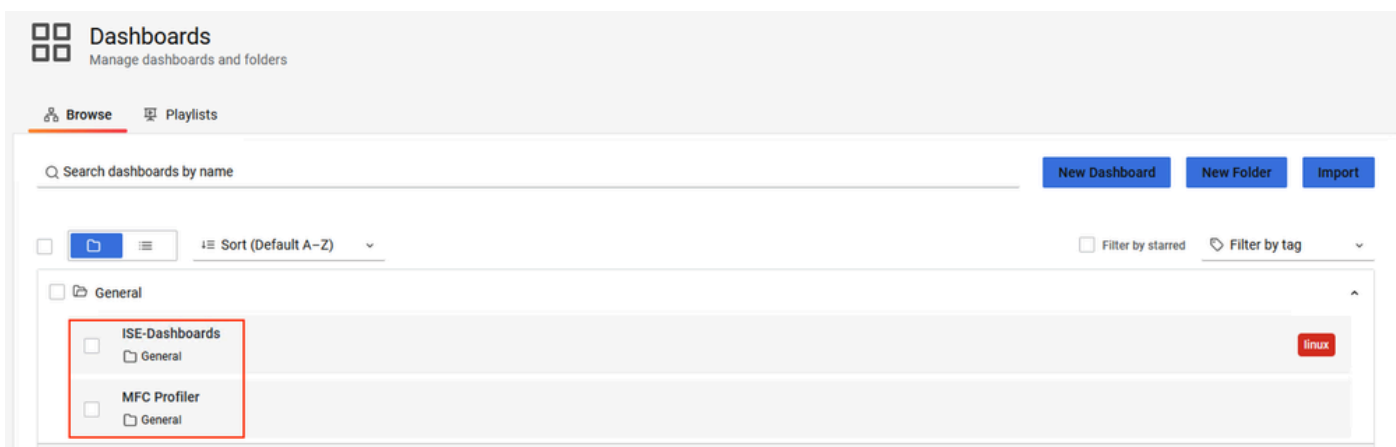 Dashboards
Manage dashboards and folders
Browse Playlists
Search dashboards by name New Dashboard New Folder Import
Sort (Default A–Z) Filter by starred Filter by tag
General
ISE-Dashboards
General
linux
MFC Profiler
General